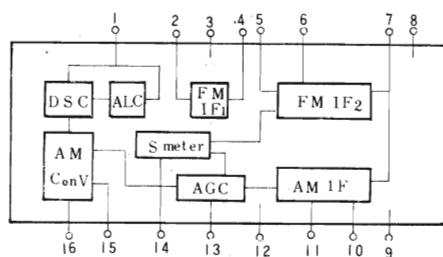 1 2 3 4 5 6 7 8
DSC ALC FM IF1 FM IF2
S meter
AM ConV
AGC AM IF
16 15 14 13 12 11 10 9